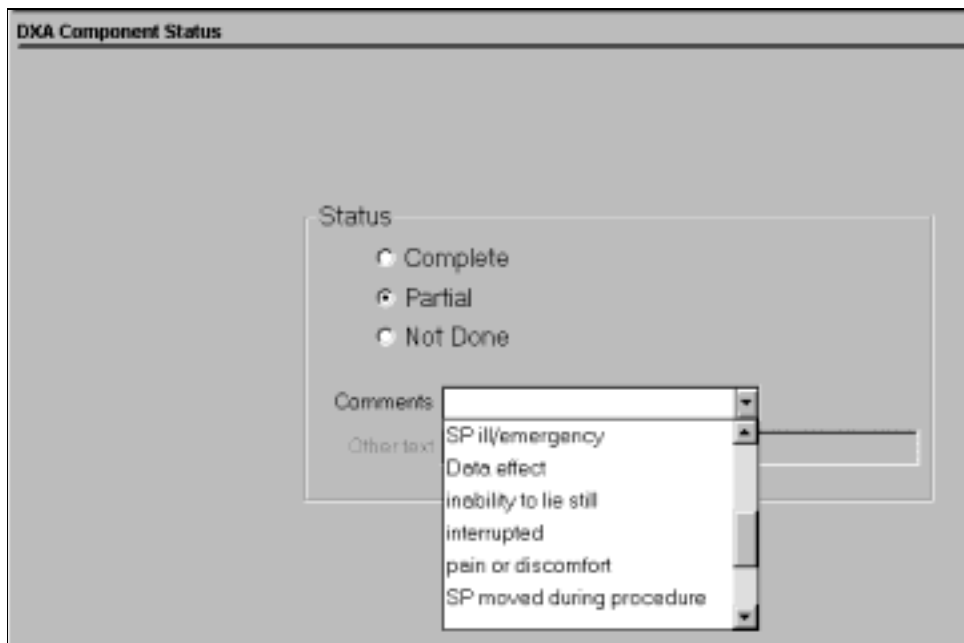 DXA Component Status
Status
Complete
Partial
Not Done
Comments
Other text
SP ill/emergency
Data effect
inability to lie still
interrupted
pain or discomfort
SP moved during procedure